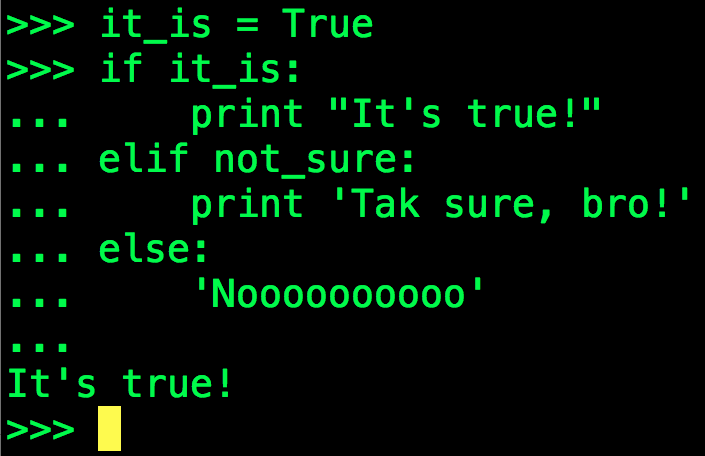 >>> it_is = True
>>> if it_is:
...     print "It's true!"
... elif not_sure:
...     print 'Tak sure, bro!'
... else:
...     'Nooooooooooo'
...
It's true!
>>>